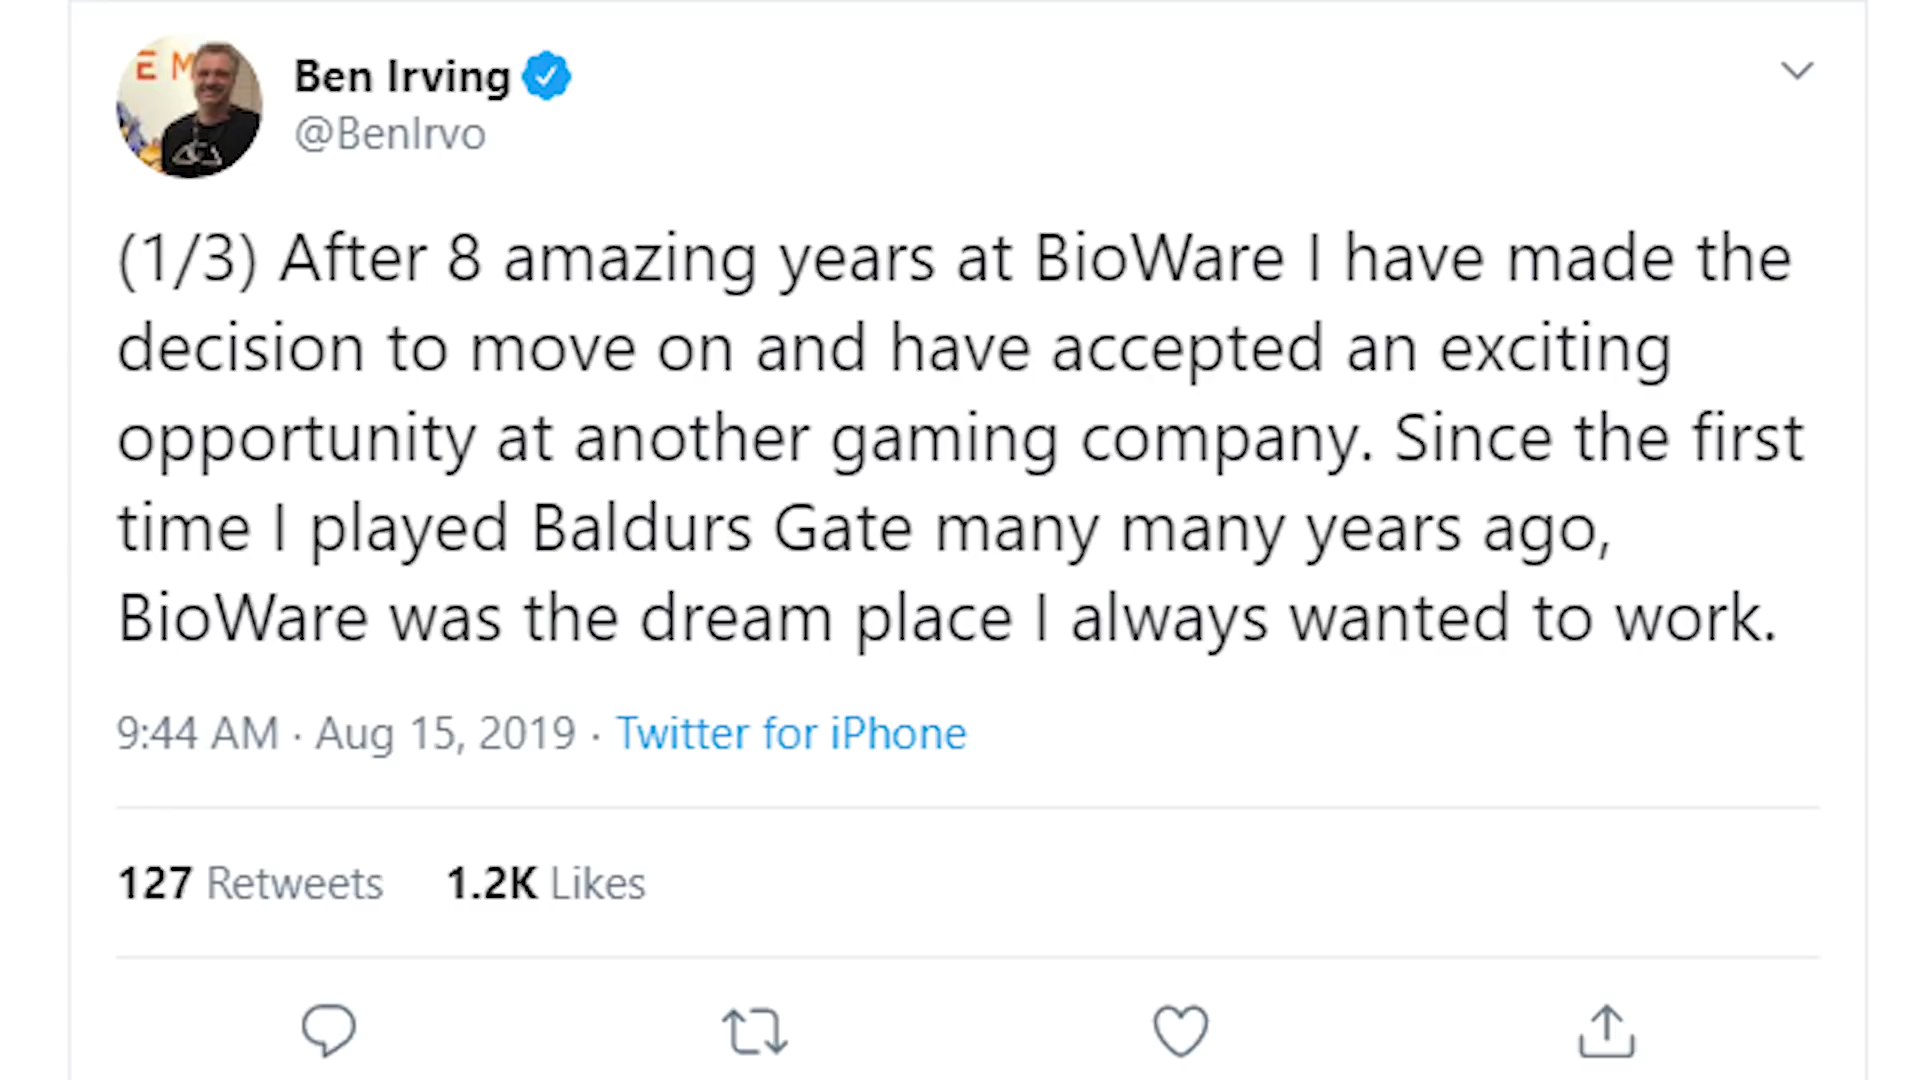 E M
Ben Irving
@BenIrvo
(1/3) After 8 amazing years at BioWare I have made the
decision to move on and have accepted an exciting
opportunity at another gaming company. Since the first
time I played Baldurs Gate many many years ago,
BioWare was the dream place I always wanted to work.
9:44 AM · Aug 15, 2019 · Twitter for iPhone
127 Retweets 1.2K Likes